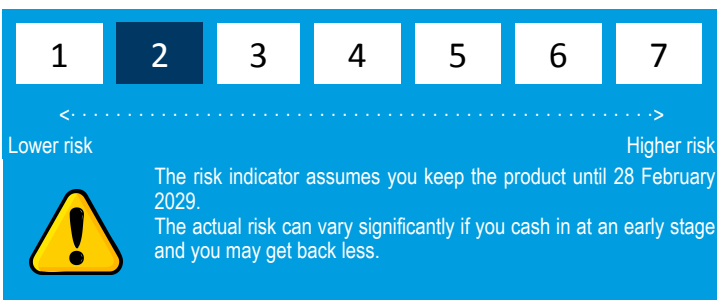 1 2 3 4 5 6 7
<· · · · · · · · · · · · · · · · · · · · · · · · · · · · · · · · · · · · · · · · · · · · · · · · · · · ·>
Lower risk Higher risk
The risk indicator assumes you keep the product until 28 February
2029.
The actual risk can vary significantly if you cash in at an early stage
and you may get back less.